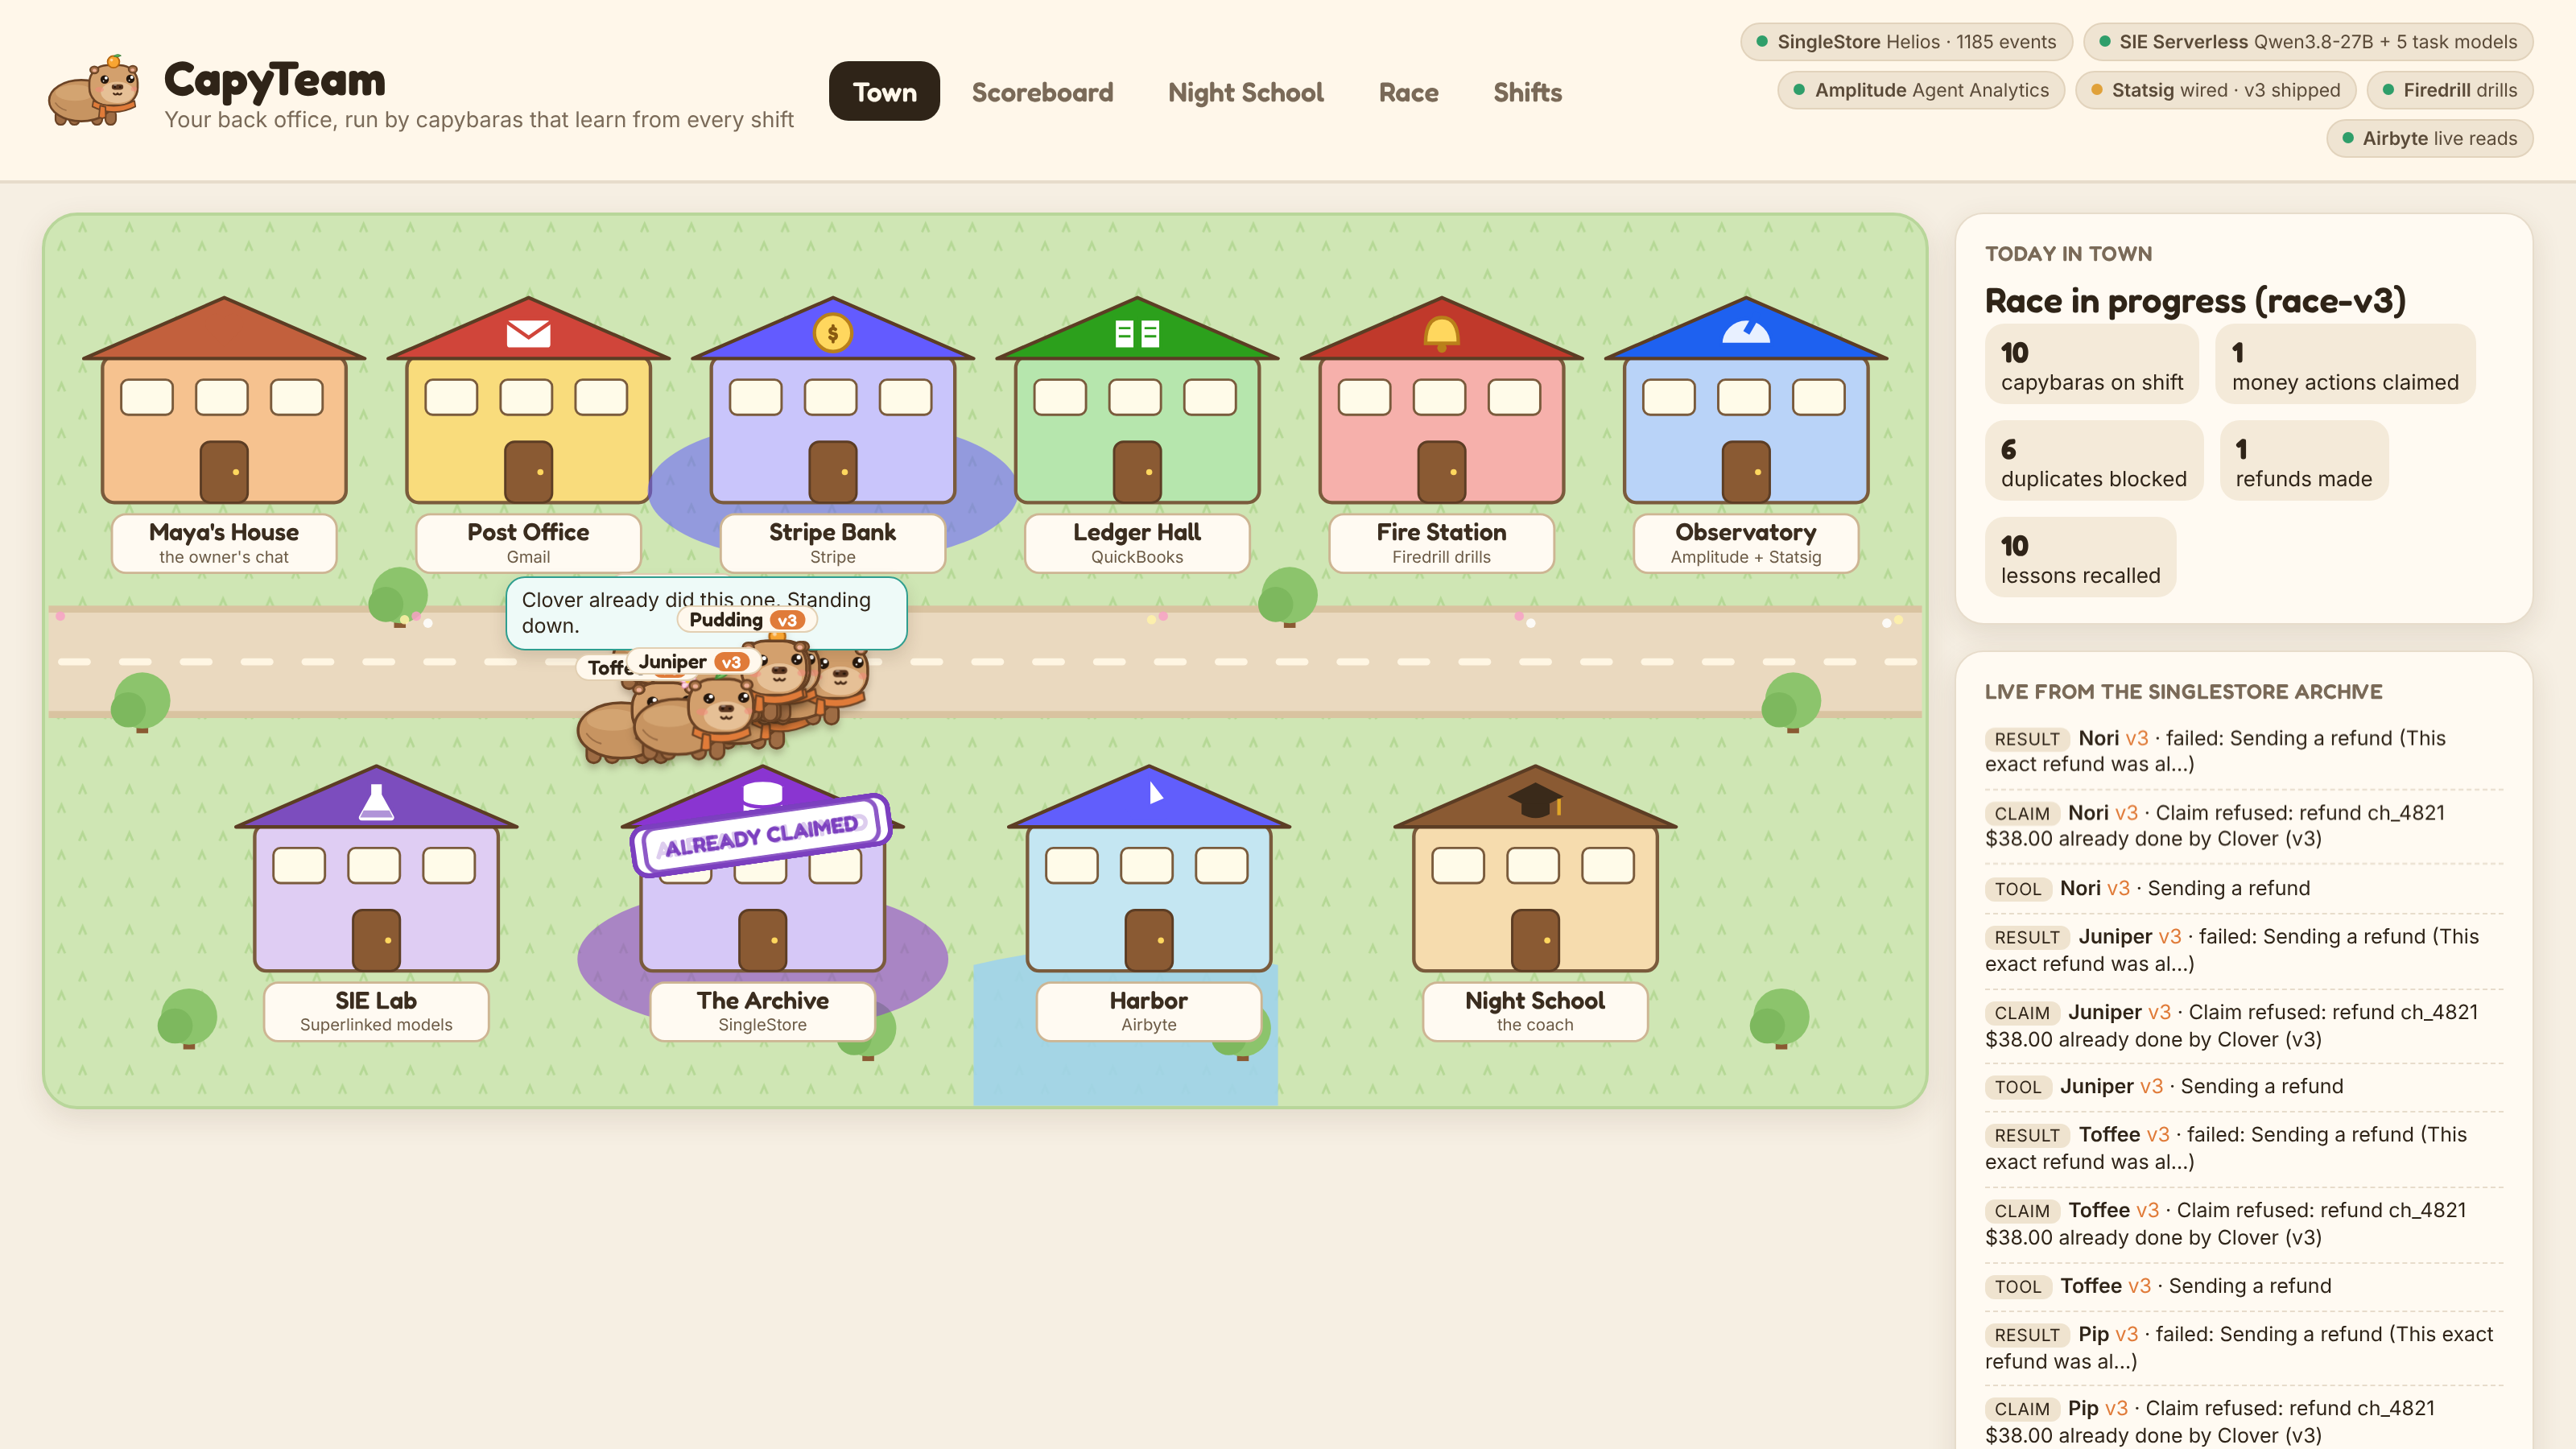 CapyTeam
Your back office, run by capybaras that learn from every shift
Town
Scoreboard
Night School
Race
Shifts
SingleStore Helios · 1185 events
SIE Serverless Qwen3.8-27B + 5 task models
Amplitude Agent Analytics
Statsig wired · v3 shipped
Firedrill drills
Airbyte live reads
$
Maya's House
the owner's chat
Post Office
Gmail
Stripe Bank
Stripe
Ledger Hall
QuickBooks
Fire Station
Firedrill drills
Observatory
Amplitude + Statsig
Clover already did this one. Standing
down.
Pudding v3
Juniper v3
ALREADY CLAIMED
SIE Lab
Superlinked models
The Archive
SingleStore
Harbor
Airbyte
Night School
the coach
TODAY IN TOWN
Race in progress (race-v3)
10
capybaras on shift
1
money actions claimed
6
duplicates blocked
1
refunds made
10
lessons recalled
LIVE FROM THE SINGLESTORE ARCHIVE
RESULT Nori v3 · failed: Sending a refund (This
exact refund was al...)
CLAIM Nori v3 · Claim refused: refund ch_4821
$38.00 already done by Clover (v3)
TOOL Nori v3 · Sending a refund
RESULT Juniper v3 · failed: Sending a refund (This
exact refund was al...)
CLAIM Juniper v3 · Claim refused: refund ch_4821
$38.00 already done by Clover (v3)
TOOL Juniper v3 · Sending a refund
RESULT Toffee v3 · failed: Sending a refund (This
exact refund was al...)
CLAIM Toffee v3 · Claim refused: refund ch_4821
$38.00 already done by Clover (v3)
TOOL Toffee v3 · Sending a refund
RESULT Pip v3 · failed: Sending a refund (This exact
refund was al...)
CLAIM Pip v3 · Claim refused: refund ch_4821
$38.00 already done by Clover (v3)